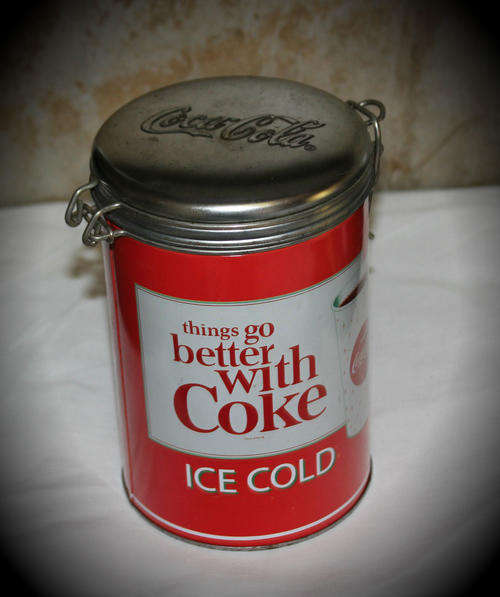 Coca-Cola
things go
better
with
Coke
ICE COLD